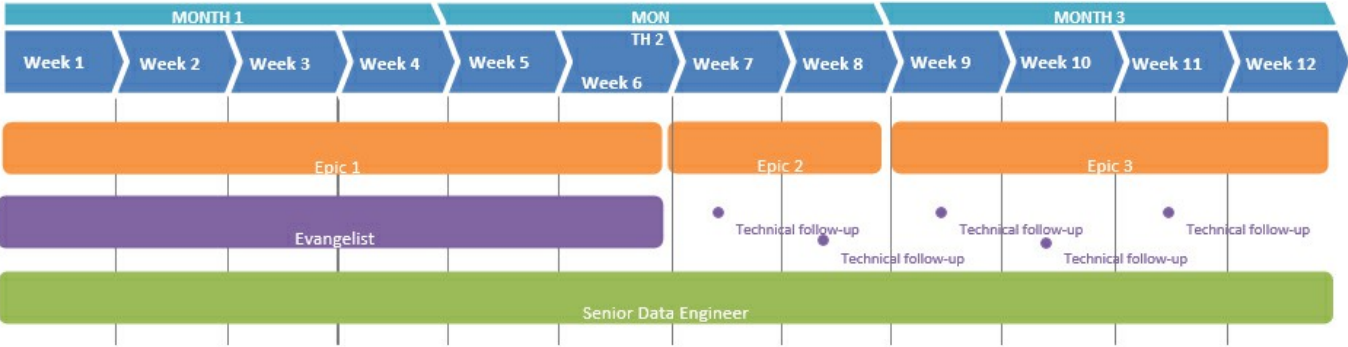 MONTH 1
MON
TH 2
MONTH 3
Week 1
Week 2
Week 3
Week 4
Week 5
Week 6
Week 7
Week 8
Week 9
Week 10
Week 11
Week 12
Epic 1
Epic 2
Epic 3
Evangelist
Technical follow-up
Technical follow-up
Technical follow-up
Technical follow-up
Technical follow-up
Senior Data Engineer